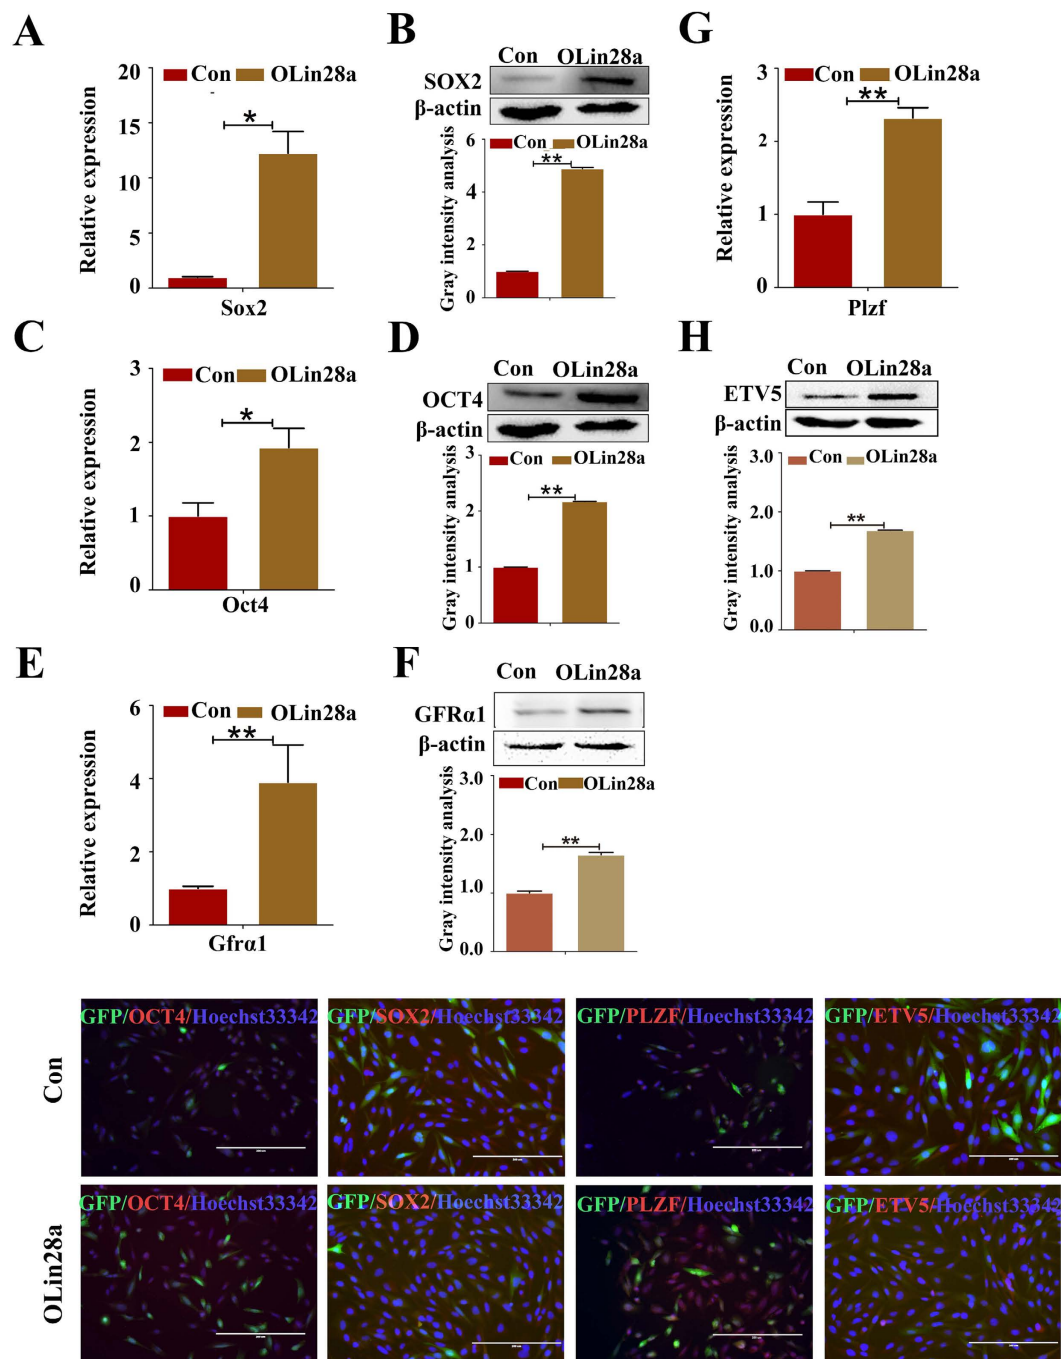 A
Con OLin28a
Relative expression
20
15
10
5
0
*
Sox2
B
Con OLin28a
SOX2
β-actin
Con OLin28a
Gray intensity analysis
6
4
2
0
**
G
Con OLin28a
Relative expression
3
2
1
0
**
Plzf
C
Con OLin28a
Relative expression
3
2
1
0
*
Oct4
D
Con OLin28a
OCT4
β-actin
Con OLin28a
Gray intensity analysis
3
2
1
0
**
H
Con OLin28a
ETV5
β-actin
Con OLin28a
Gray intensity analysis
3.0
2.0
1.0
0.0
**
E
Con OLin28a
Relative expression
6
4
2
0
**
Gfrα1
F
Con OLin28a
GFRα1
β-actin
Con OLin28a
Gray intensity analysis
3.0
2.0
1.0
0.0
**
Con
GFP/OCT4/Hoechst33342
GFP/SOX2/Hoechst33342
GFP/PLZF/Hoechst33342
GFP/ETV5/Hoechst33342
OLin28a
GFP/OCT4/Hoechst33342
GFP/SOX2/Hoechst33342
GFP/PLZF/Hoechst33342
GFP/ETV5/Hoechst33342